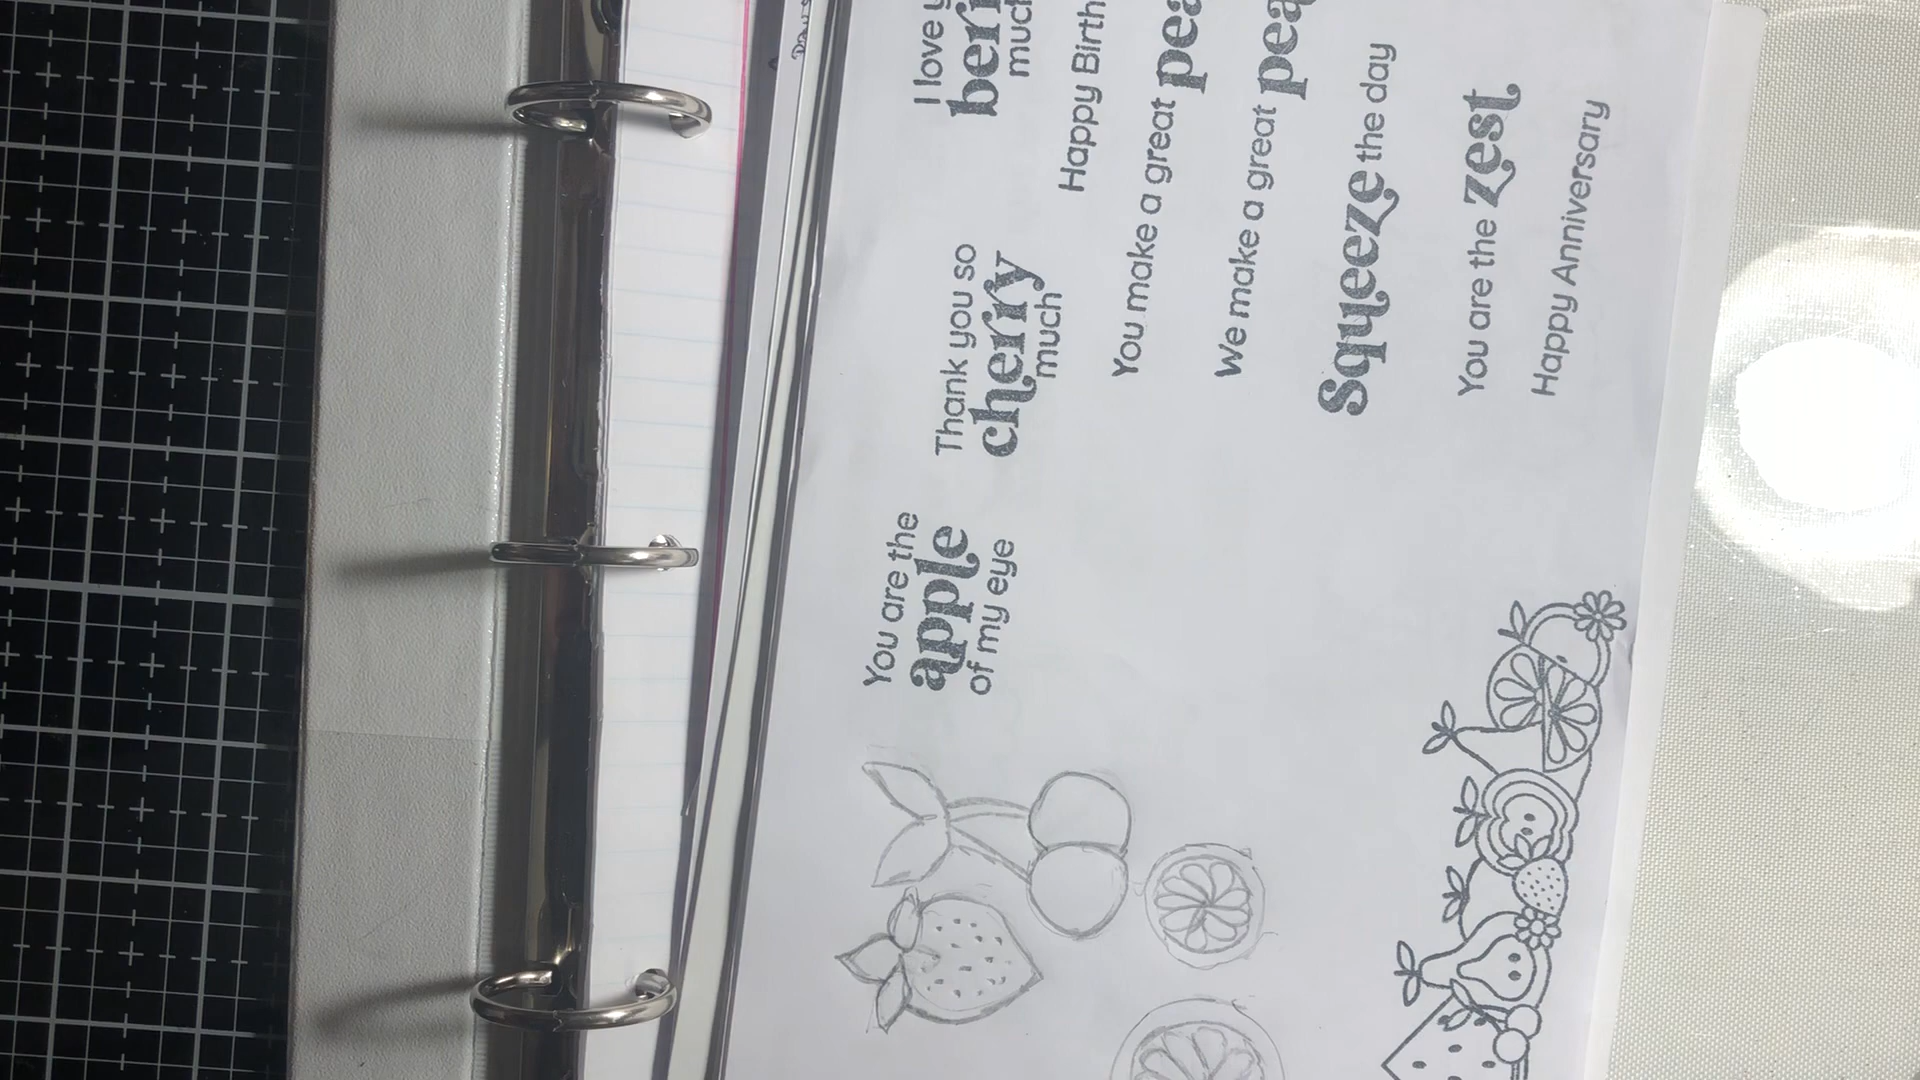 You are the
apple
of my eye
Thank you so
cherry
much
I love
Happy Birth
You make a great
We make a great
Squeeze the day
You are the zest
Happy Anniversary